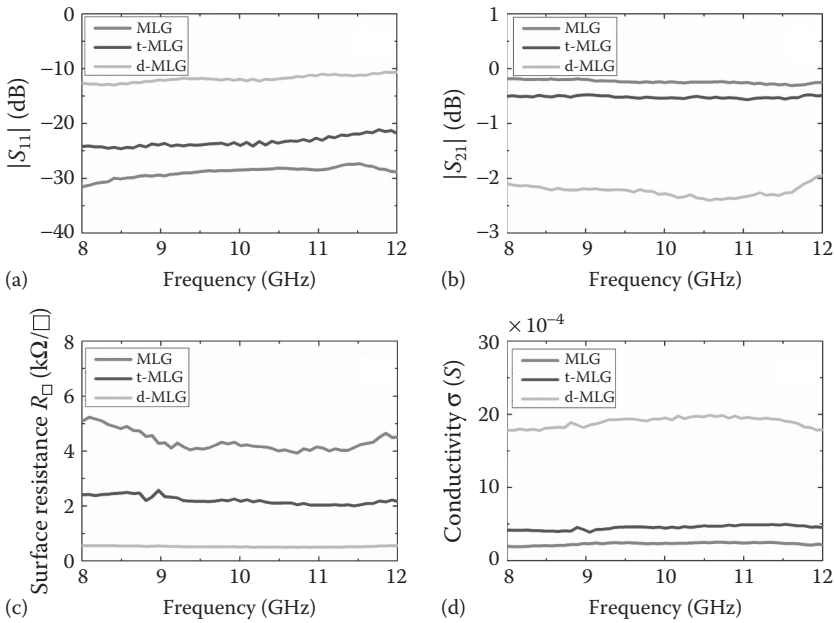 0
−10
−20
−30
−40
|S₁₁| (dB)
MLG
t-MLG
d-MLG
8 9 10 11 12
Frequency (GHz)
(a)
1
0
−1
−2
−3
|S₂₁| (dB)
MLG
t-MLG
d-MLG
8 9 10 11 12
Frequency (GHz)
(b)
8
6
4
2
0
Surface resistance R□ (kΩ/□)
MLG
t-MLG
d-MLG
8 9 10 11 12
Frequency (GHz)
(c)
× 10⁻⁴
30
20
10
0
Conductivity σ (S)
MLG
t-MLG
d-MLG
8 9 10 11 12
Frequency (GHz)
(d)